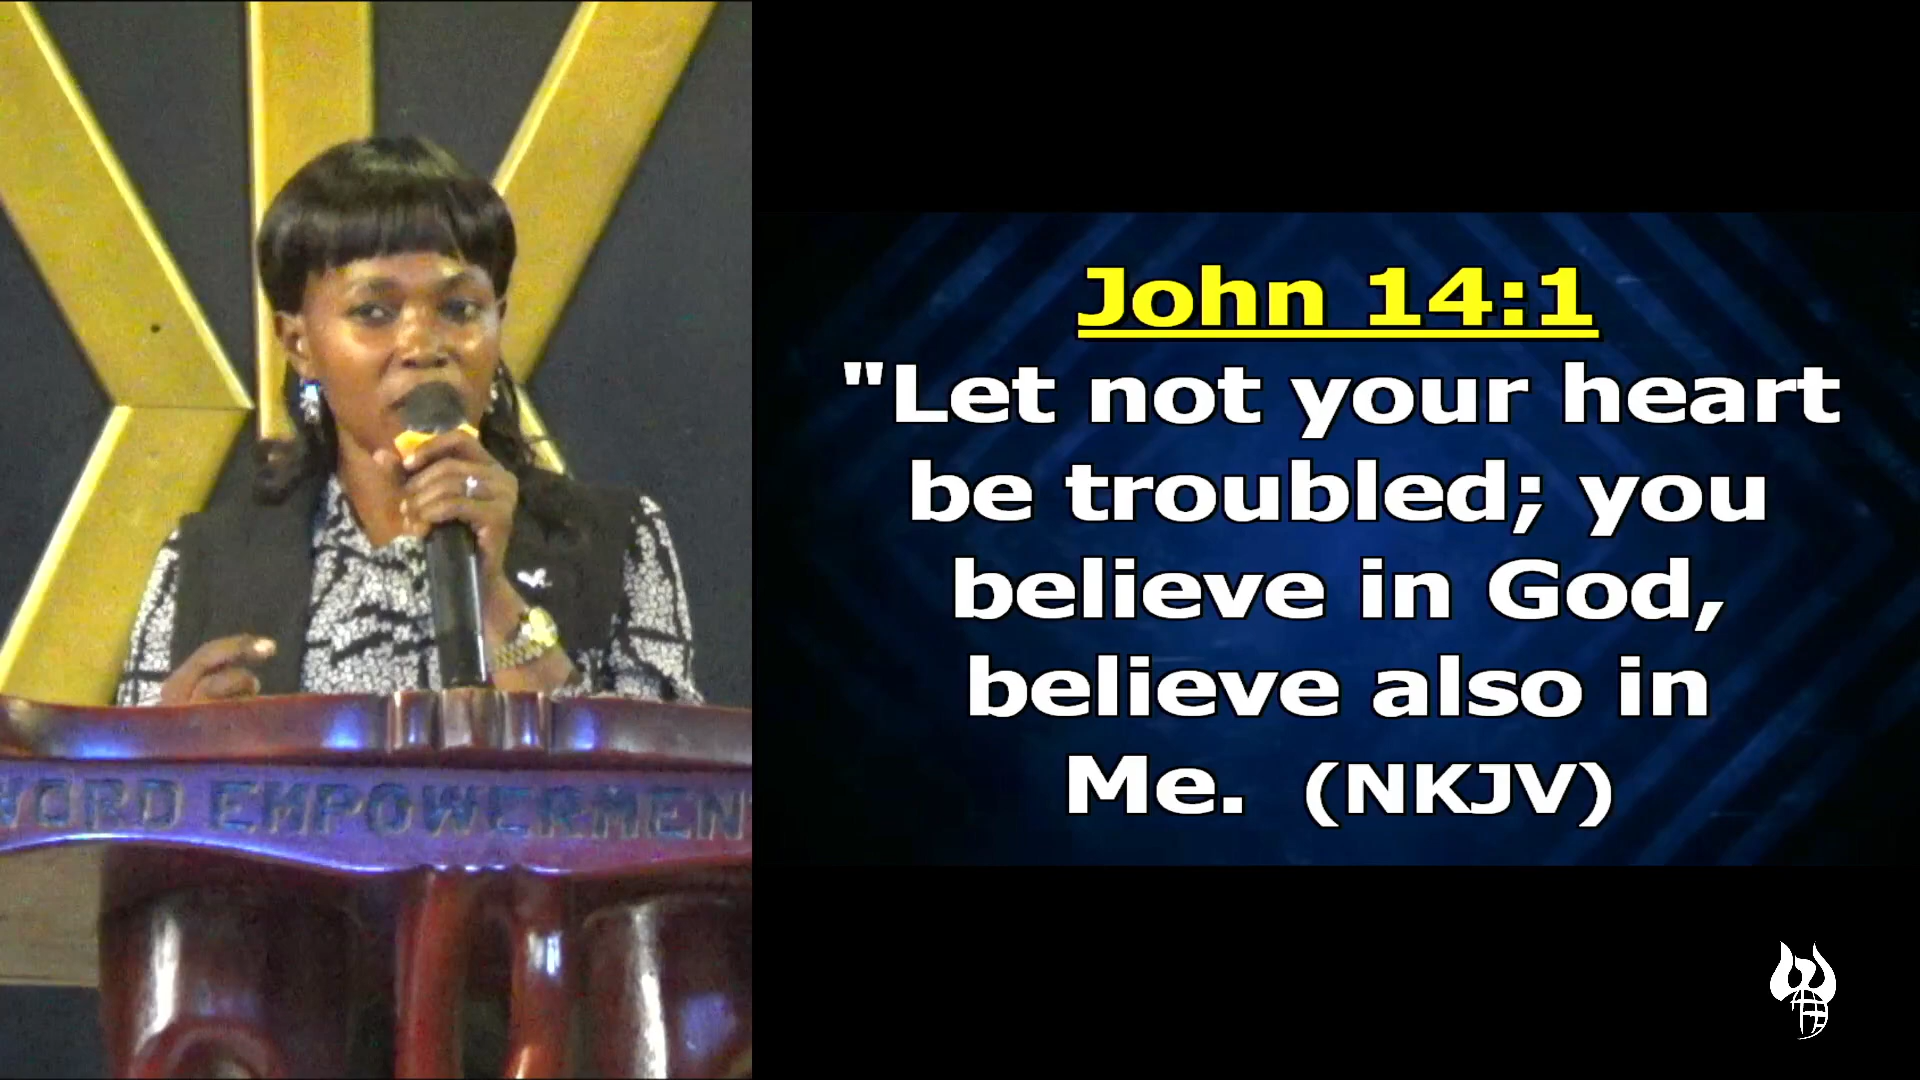 John 14:1
"Let not your heart
be troubled; you
believe in God,
believe also in
Me. (NKJV)
WORD EMPOWERMEN